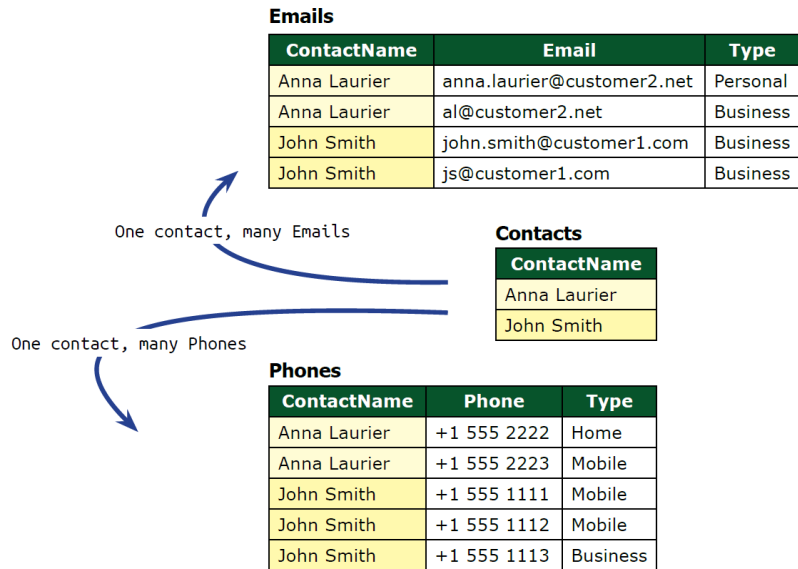 Emails
ContactName Email Type
Anna Laurier anna.laurier@customer2.net Personal
Anna Laurier al@customer2.net Business
John Smith john.smith@customer1.com Business
John Smith js@customer1.com Business
One contact, many Emails
Contacts
ContactName
Anna Laurier
John Smith
One contact, many Phones
Phones
ContactName Phone Type
Anna Laurier +1 555 2222 Home
Anna Laurier +1 555 2223 Mobile
John Smith +1 555 1111 Mobile
John Smith +1 555 1112 Mobile
John Smith +1 555 1113 Business